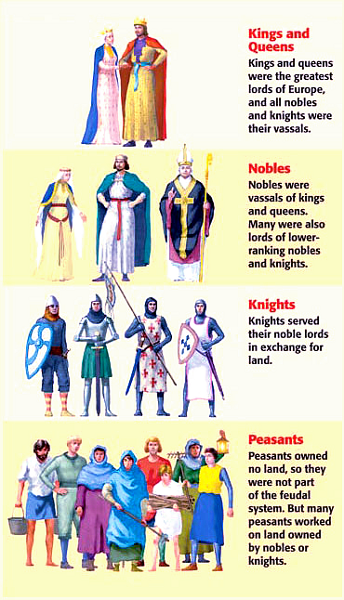 Kings and
Queens
Kings and queens
were the greatest
lords of Europe,
and all nobles
and knights were
their vassals.
Nobles
Nobles were
vassals of kings
and queens.
Many were also
lords of lower-
ranking nobles
and knights.
Knights
Knights served
their noble lords
in exchange for
land.
Peasants
Peasants owned
no land, so they
were not part
of the feudal
system. But many
peasants worked
on land owned
by nobles or
knights.